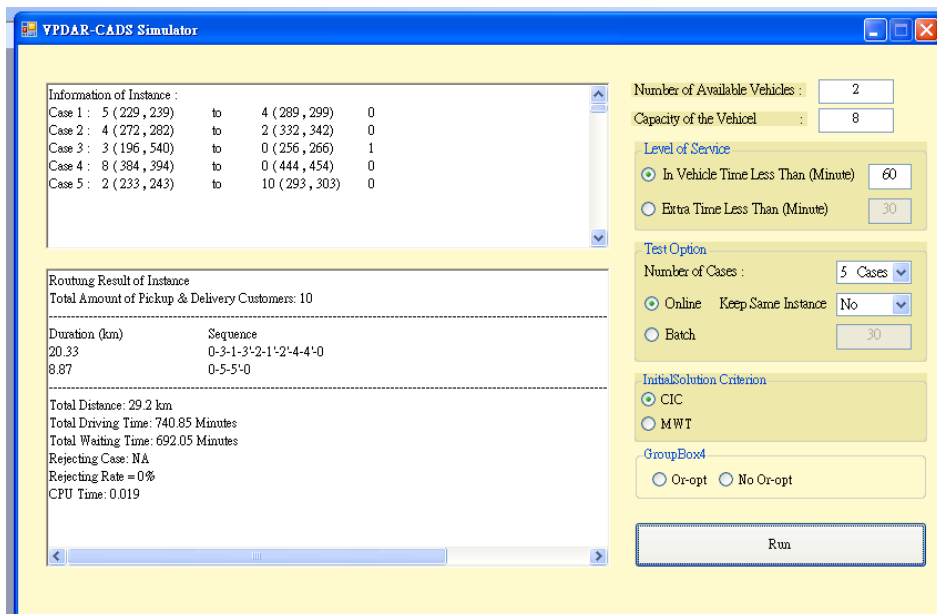 VPDAR-CADS Simulator
Information of Instance :
Case 1 : 5 (229 , 239) to 4 (289 , 299) 0
Case 2 : 4 (272 , 282) to 2 (332 , 342) 0
Case 3 : 3 (196 , 540) to 0 (256 , 266) 1
Case 4 : 8 (384 , 394) to 0 (444 , 454) 0
Case 5 : 2 (233 , 243) to 10 (293 , 303) 0
Routung Result of Instance
Total Amount of Pickup & Delivery Customers: 10
Duration (km) Sequence
20.33 0-3-1-3'-2-1'-2'-4-4'-0
8.87 0-5-5'-0
Total Distance: 29.2 km
Total Driving Time: 740.85 Minutes
Total Waiting Time: 692.05 Minutes
Rejecting Case: NA
Rejecting Rate = 0%
CPU Time: 0.019
Number of Available Vehicles : 2
Capacity of the Vehicel : 8
Level of Service
In Vehicle Time Less Than (Minute) 60
Extra Time Less Than (Minute) 30
Test Option
Number of Cases : 5 Cases
Online Keep Same Instance No
Batch 30
InitialSolution Criterion
CIC
MWT
GroupBox4
Or-opt No Or-opt
Run